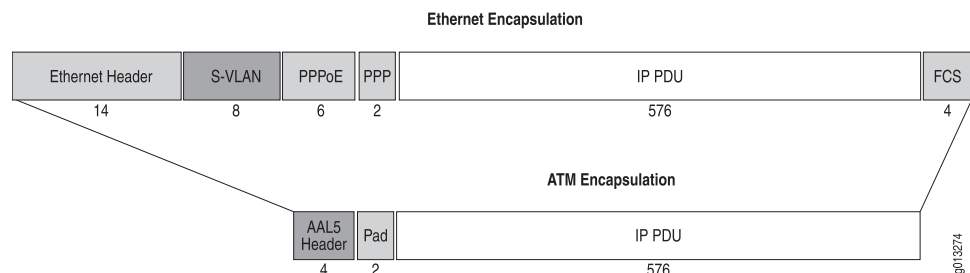 Ethernet Encapsulation
Ethernet Header S-VLAN PPPoE PPP IP PDU FCS
14 8 6 2 576 4
ATM Encapsulation
AAL5 Header Pad IP PDU
4 2 576
g013274